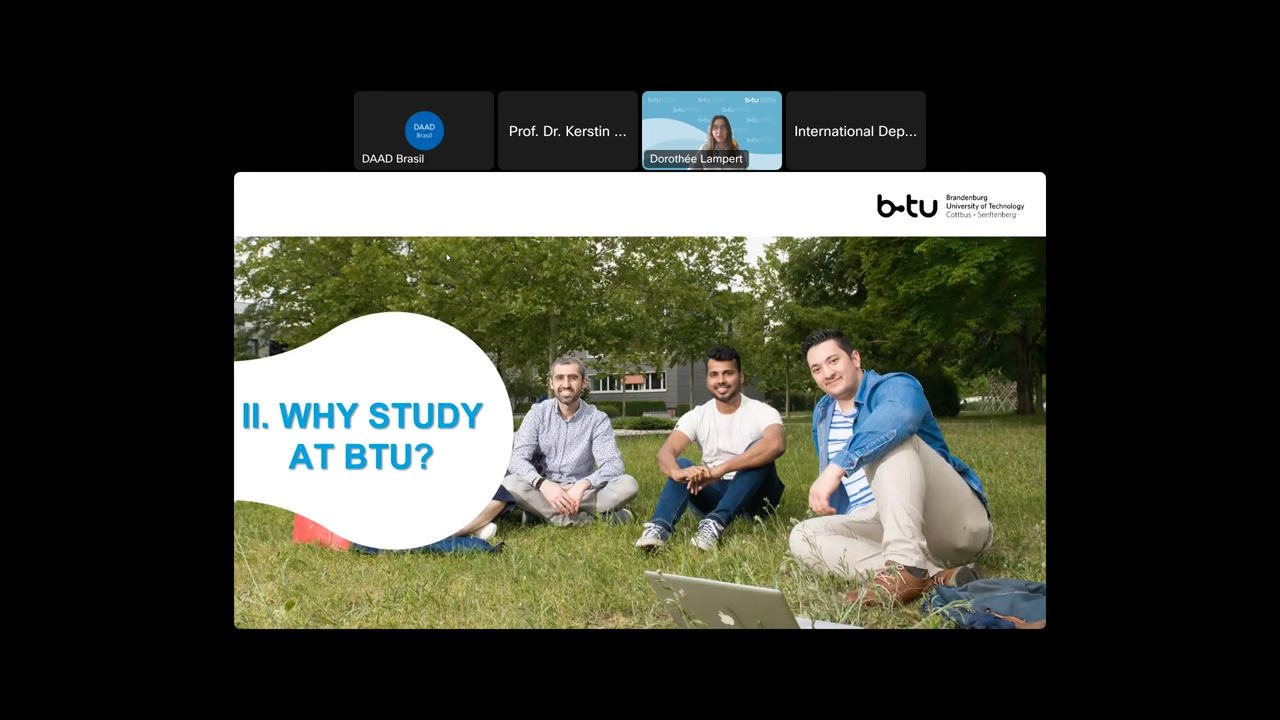 DAAD
Brasil
DAAD Brasil
Prof. Dr. Kerstin ...
b-tu
Dorothée Lampert
International Dep...
b-tu
Brandenburg
University of Technology
Cottbus - Senftenberg
II. WHY STUDY
AT BTU?